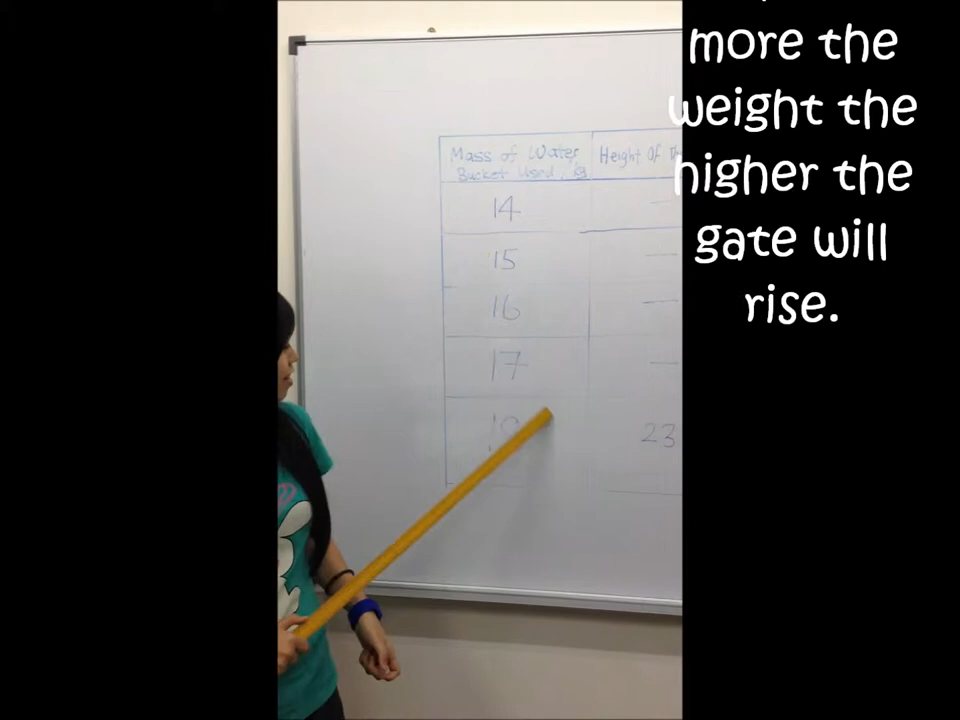 more the
weight the
higher the
gate will
rise.
Mass of Water Height Of
Bucket Used, kg
14 —
15 —
16 —
17 —
23